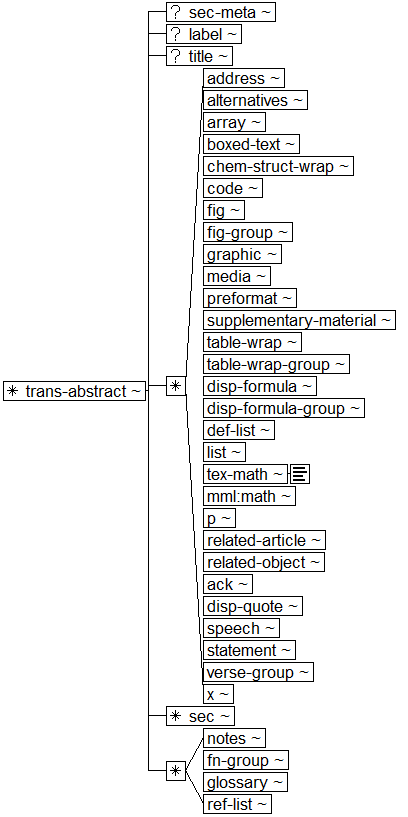 ? sec-meta ~
? label ~
? title ~
address ~
alternatives ~
array ~
boxed-text ~
chem-struct-wrap ~
code ~
fig ~
fig-group ~
graphic ~
media ~
preformat ~
supplementary-material ~
table-wrap ~
table-wrap-group ~
* trans-abstract ~
*
disp-formula ~
disp-formula-group ~
def-list ~
list ~
tex-math ~
mml:math ~
p ~
related-article ~
related-object ~
ack ~
disp-quote ~
speech ~
statement ~
verse-group ~
x ~
* sec ~
notes ~
fn-group ~
*
glossary ~
ref-list ~